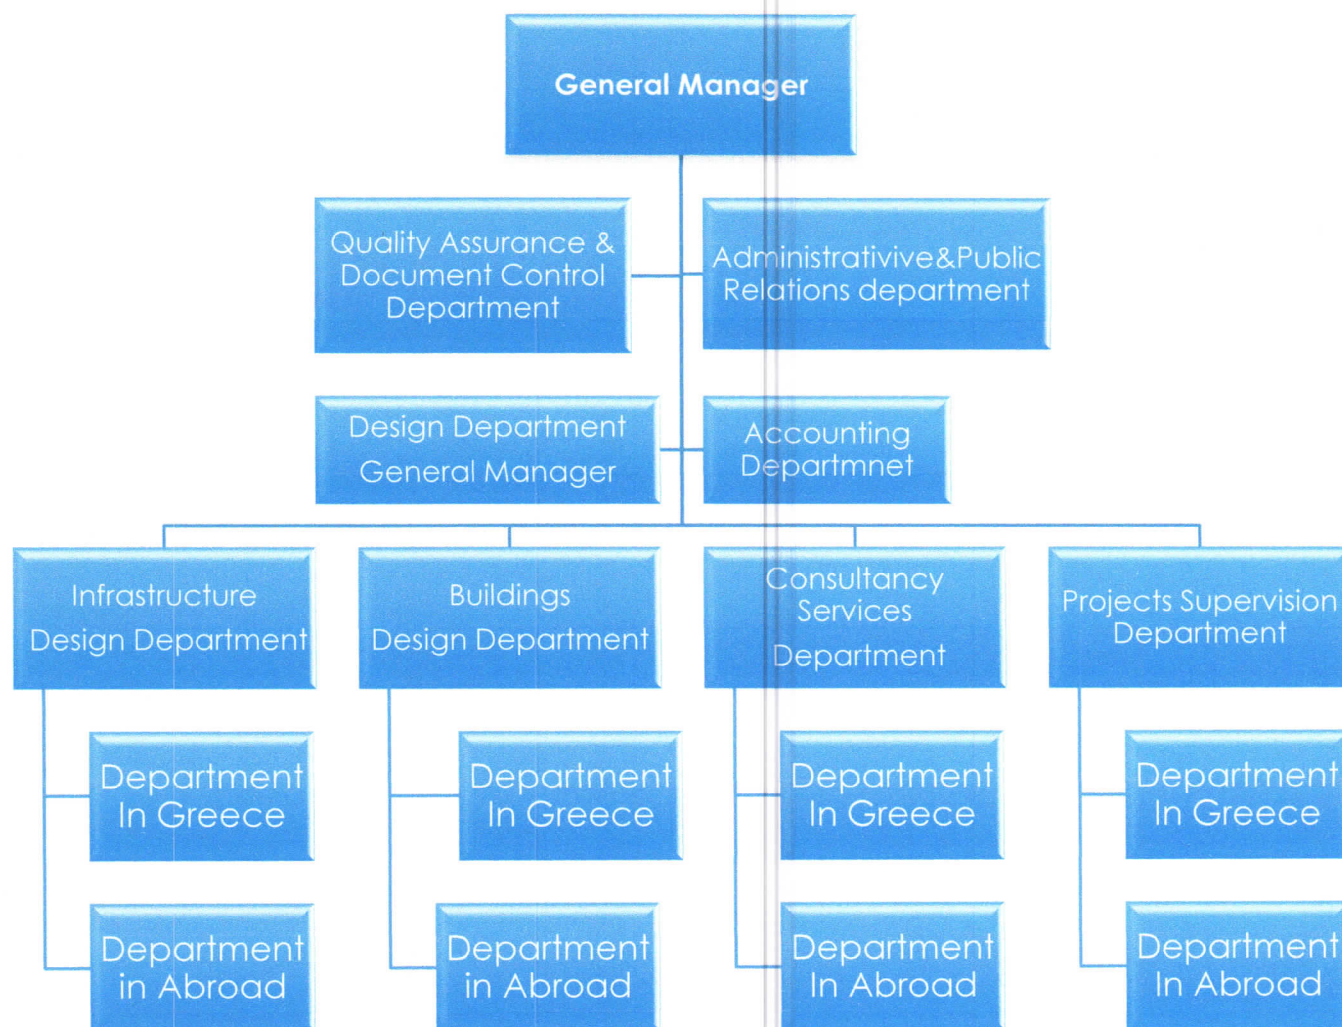 General Manager
Quality Assurance &
Document Control
Department
Administrativive&Public
Relations department
Design Department
General Manager
Accounting
Departmnet
Infrastructure
Design Department
Buildings
Design Department
Consultancy
Services
Department
Projects Supervision
Department
Department
In Greece
Department
In Greece
Department
In Greece
Department
In Greece
Department
in Abroad
Department
in Abroad
Department
In Abroad
Department
In Abroad